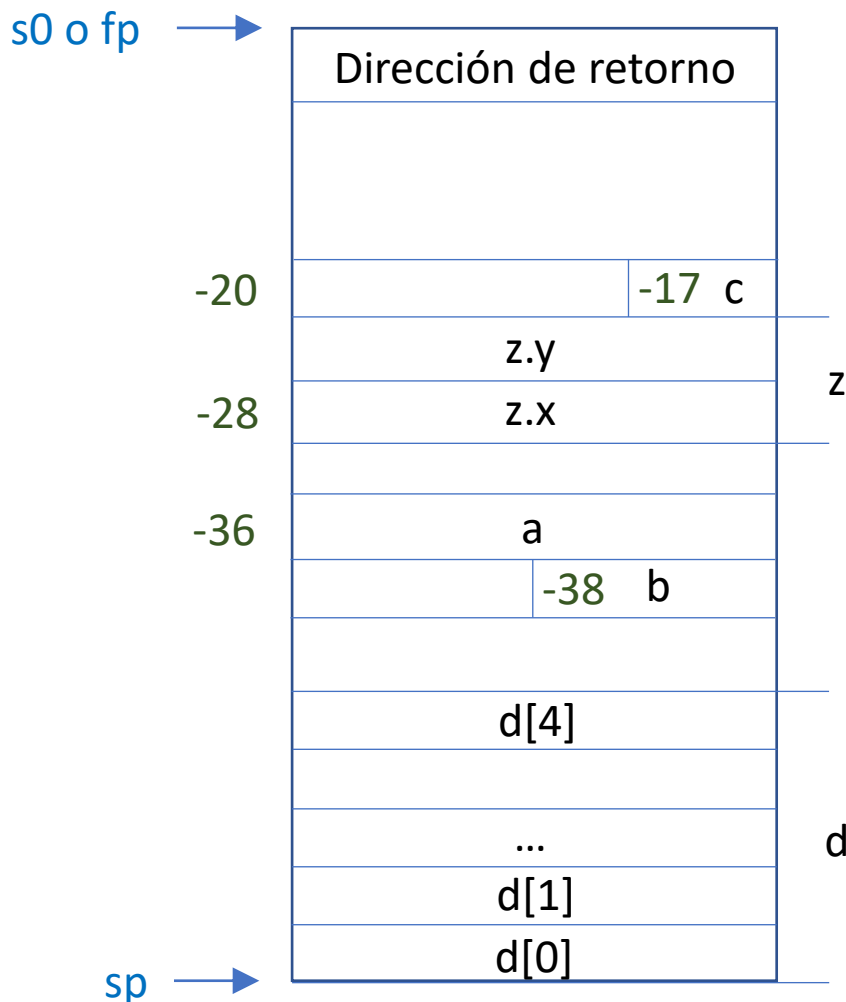 s0 o fp
Dirección de retorno
-20
-17 c
z.y
z
-28
z.x
-36
a
-38 b
d[4]
...
d
d[1]
d[0]
sp